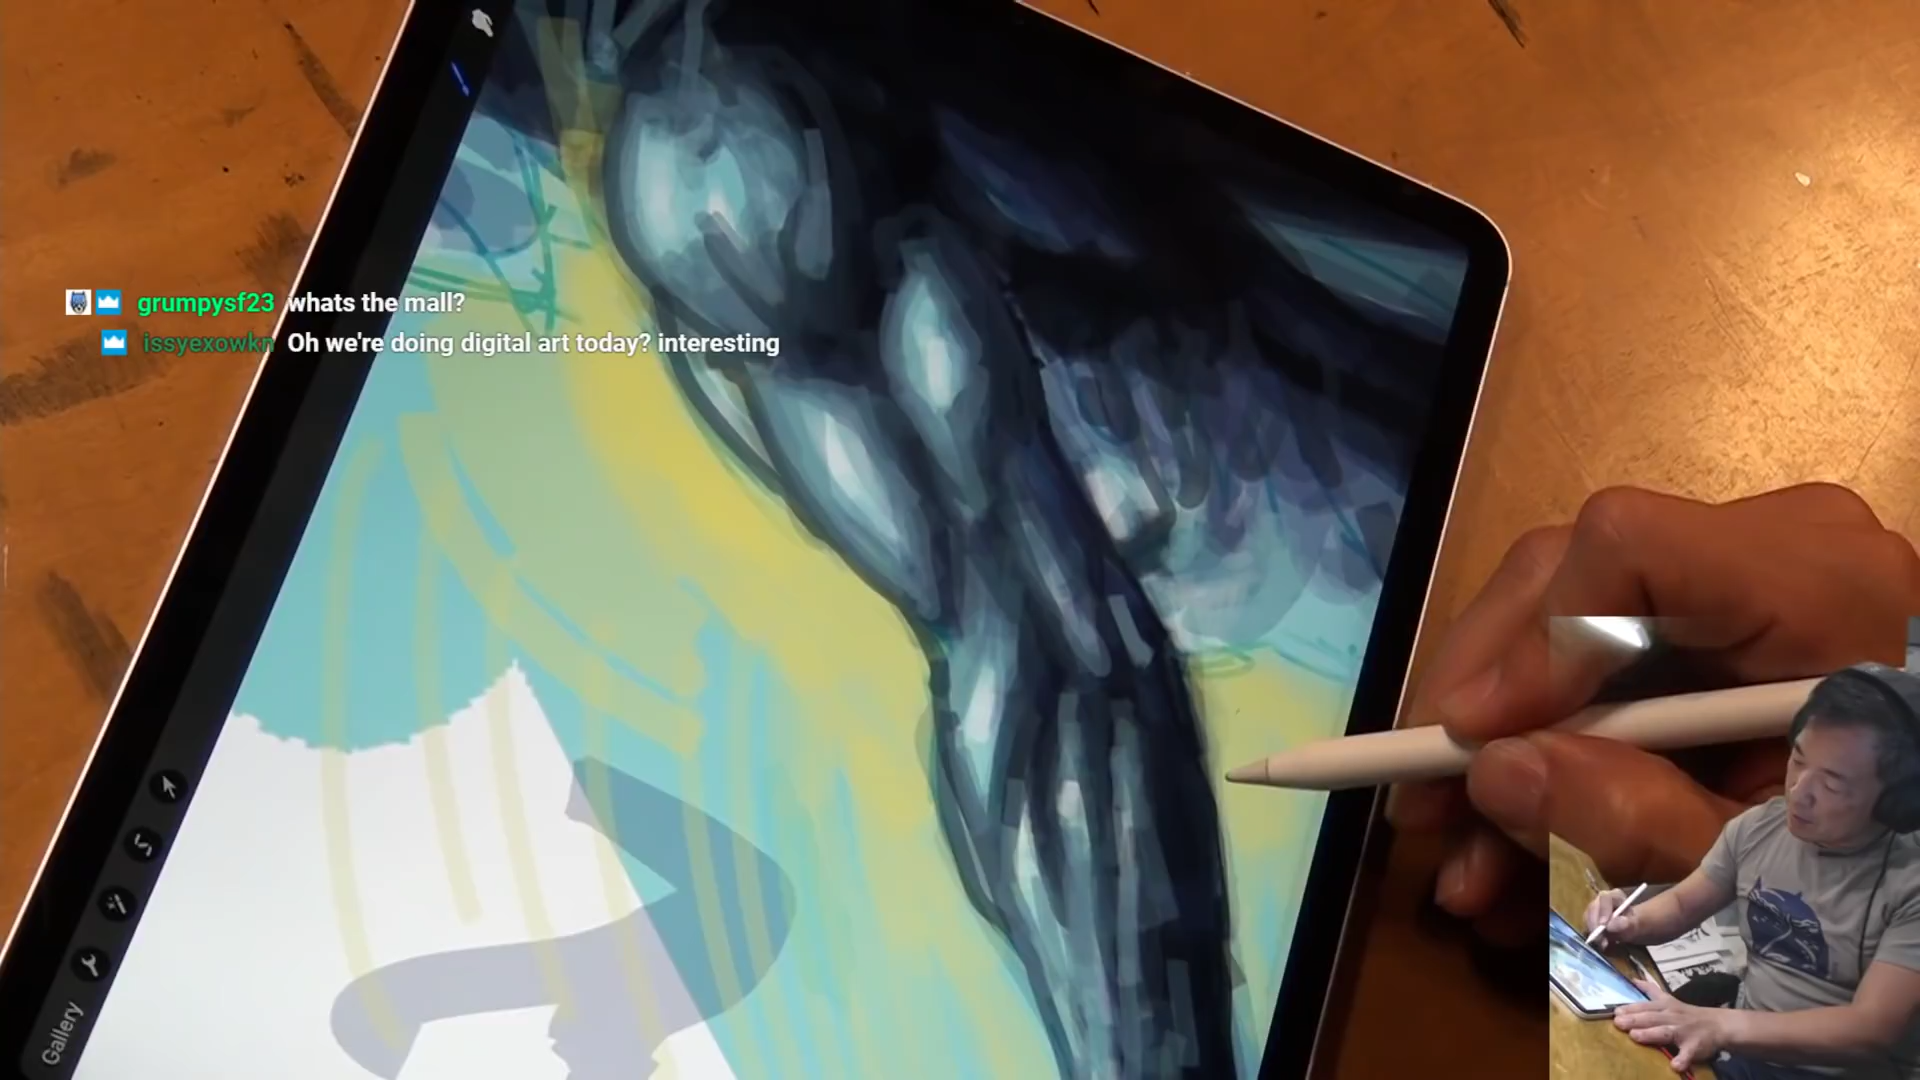 grumpysf23 whats the mall?
issyexowkn Oh we're doing digital art today? interesting
Gallery